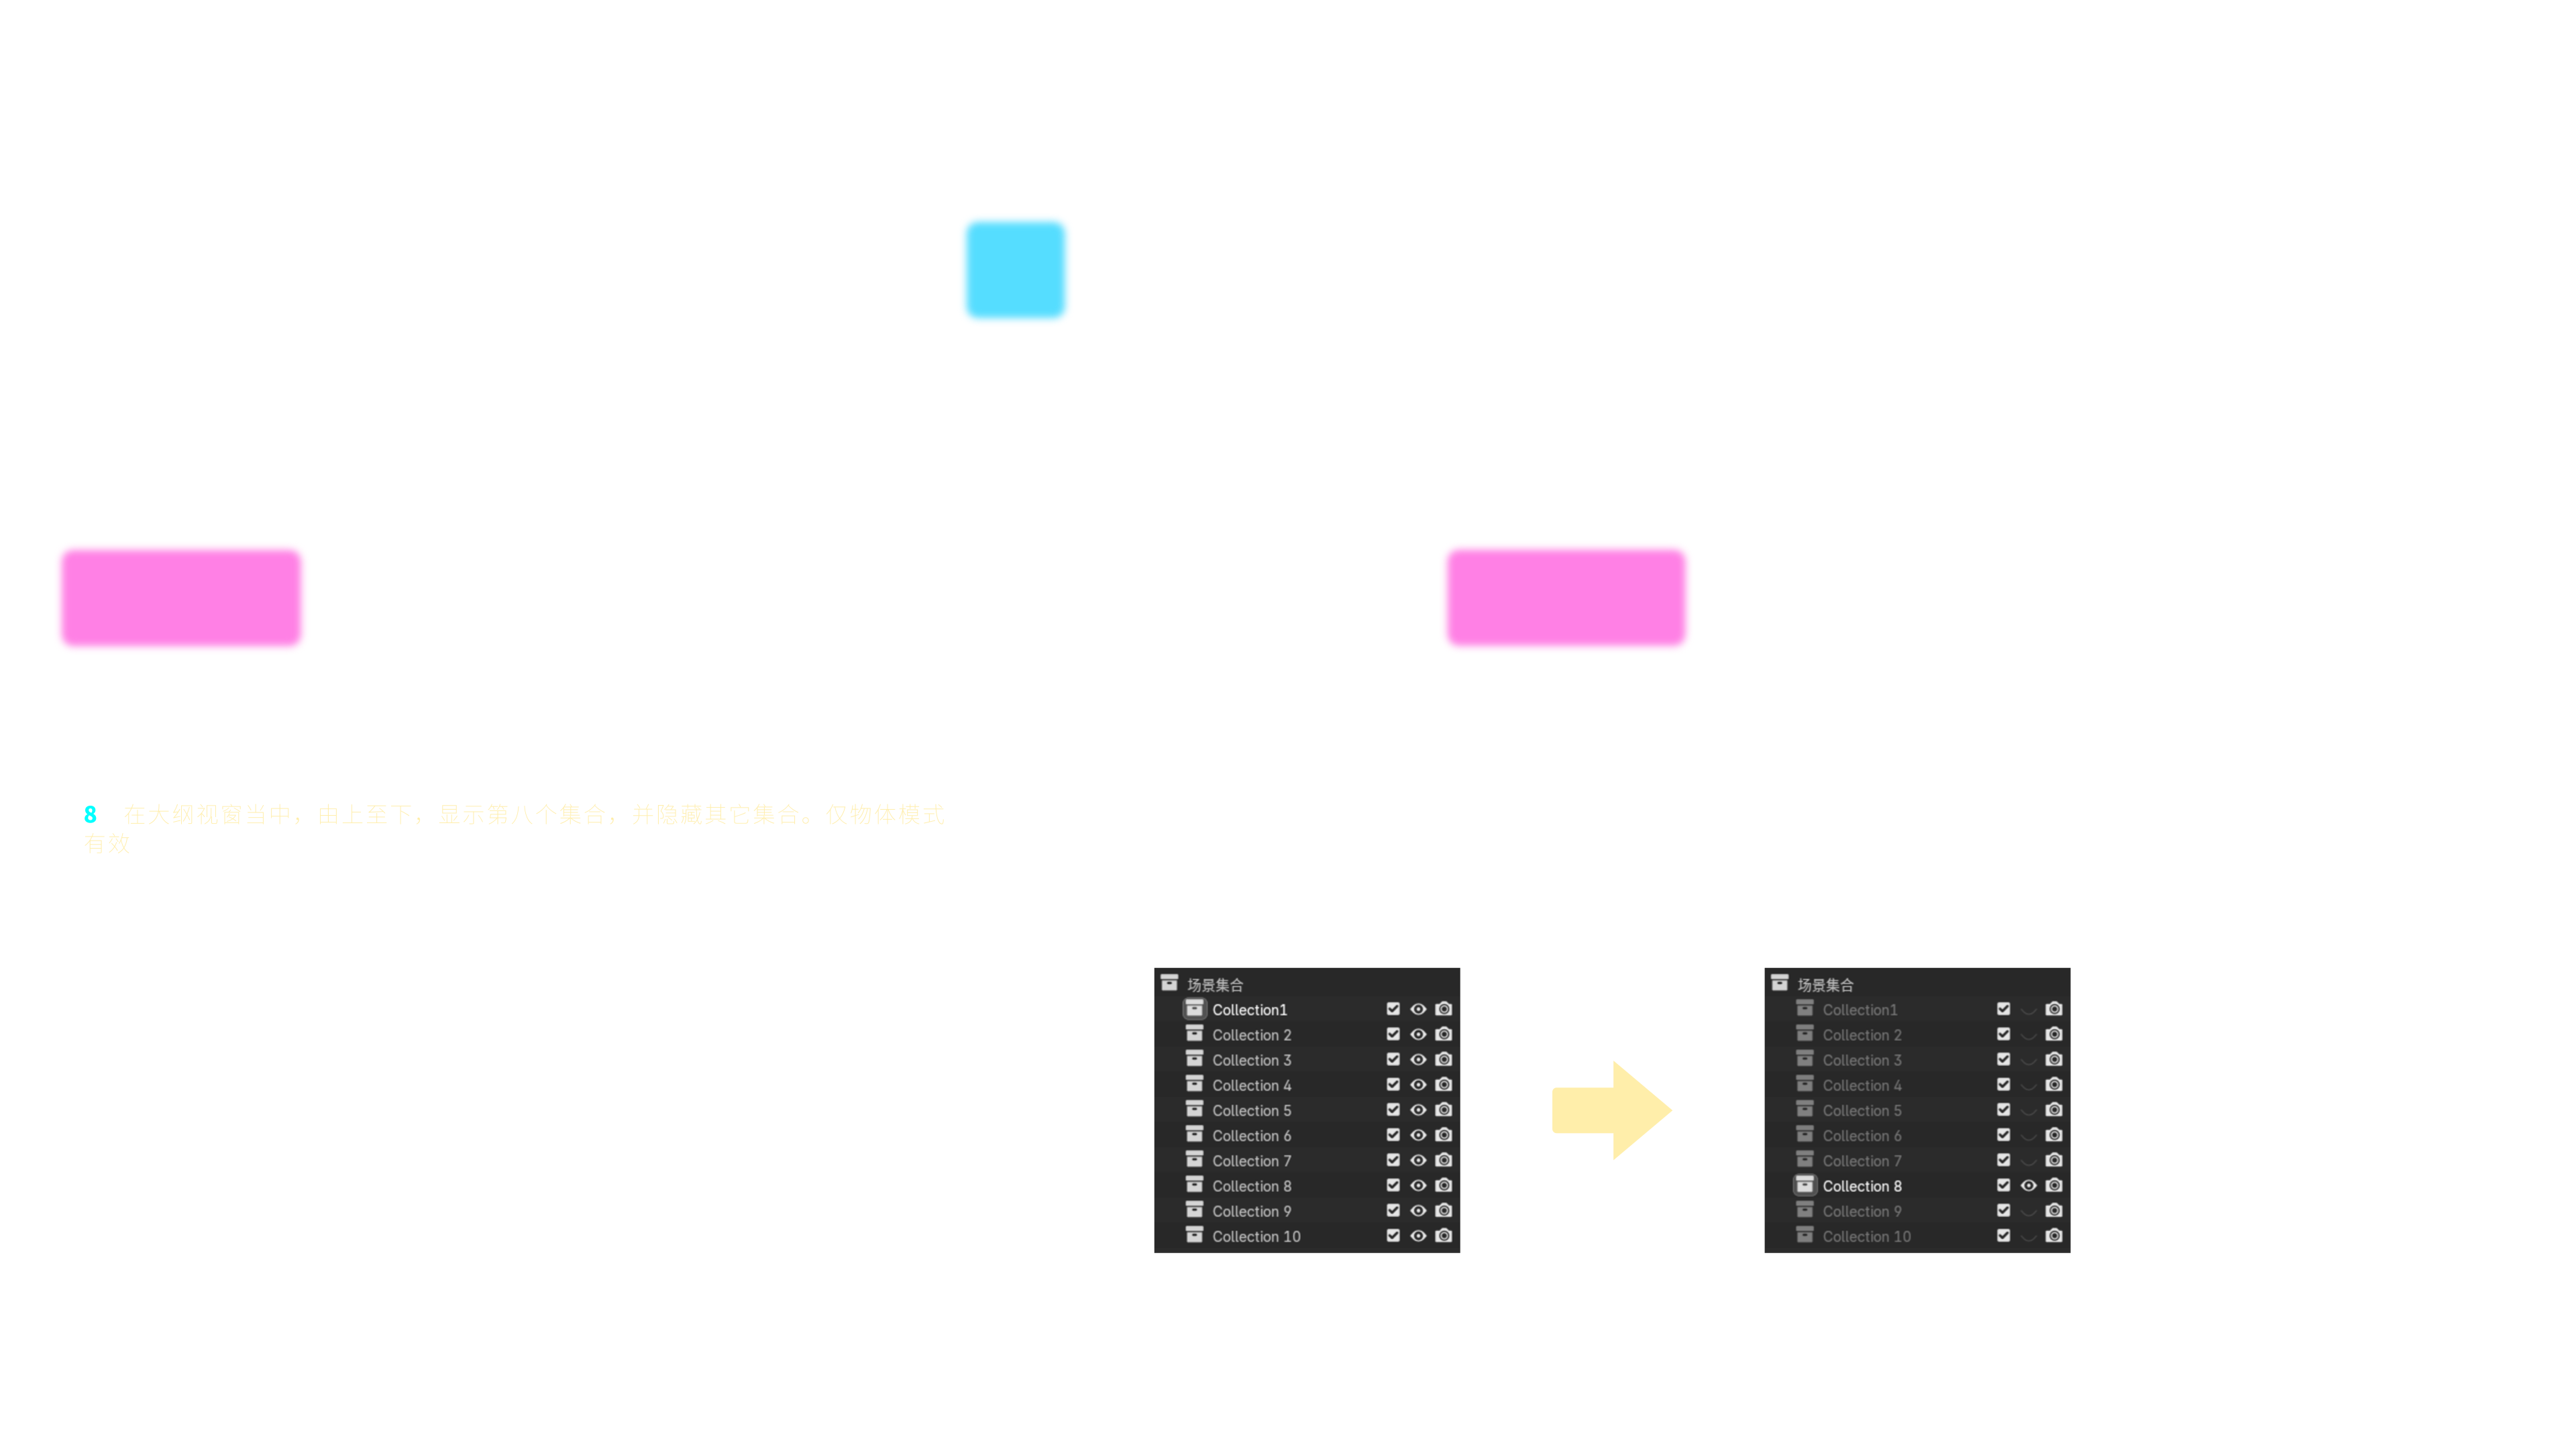 8 在大纲视窗当中，由上至下，显示第八个集合，并隐藏其它集合。仅物体模式
有效
场景集合
Collection1
Collection 2
Collection 3
Collection 4
Collection 5
Collection 6
Collection 7
Collection 8
Collection 9
Collection 10
场景集合
Collection1
Collection 2
Collection 3
Collection 4
Collection 5
Collection 6
Collection 7
Collection 8
Collection 9
Collection 10